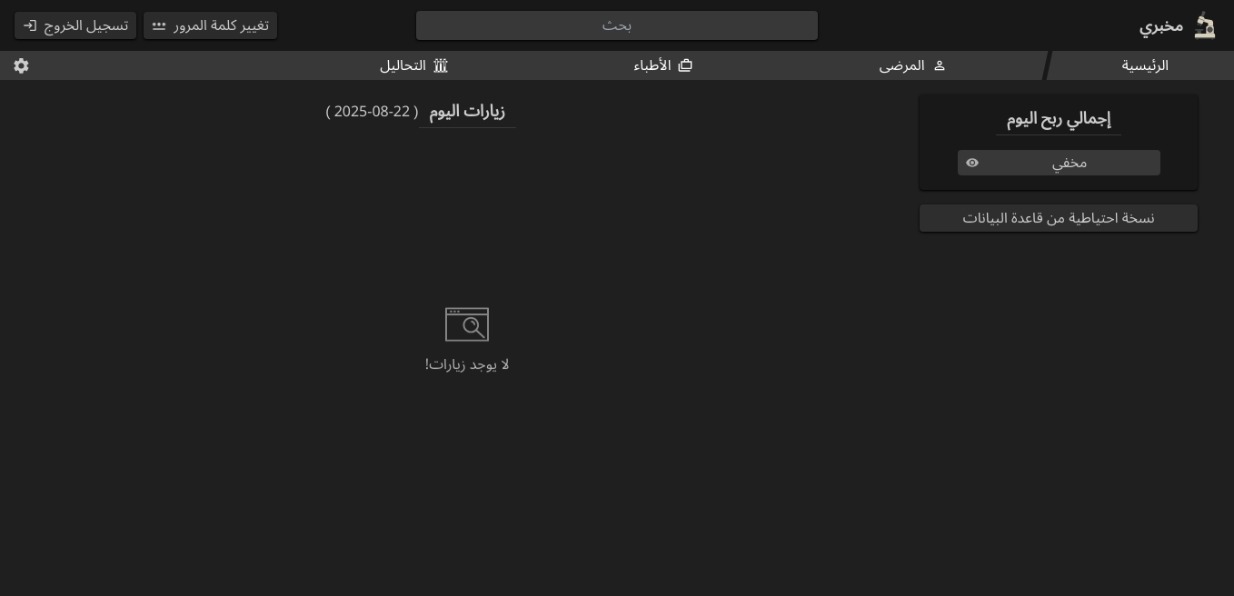 مخبري
بحث
تغيير كلمة المرور
تسجيل الخروج
الرئيسية
المرضى
الأطباء
التحاليل
إجمالي ربح اليوم
مخفي
نسخة احتياطية من قاعدة البيانات
زيارات اليوم ( 2025-08-22 )
لا يوجد زيارات!